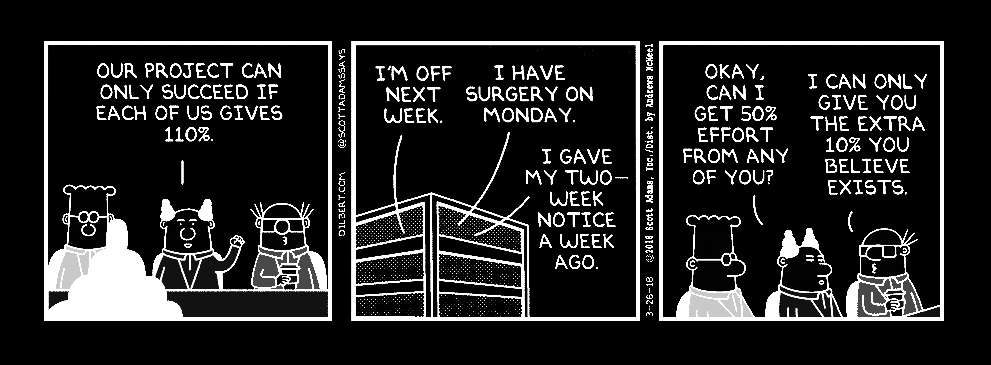 OUR PROJECT CAN
ONLY SUCCEED IF
EACH OF US GIVES
110%.
DILBERT.COM @SCOTTADAMSSAYS
I'M OFF
NEXT
WEEK.
I HAVE
SURGERY ON
MONDAY.
I GAVE
MY TWO-
WEEK
NOTICE
A WEEK
AGO.
3-26-18 ©2018 Scott Adams, Inc./Dist. by Andrews McMeel
OKAY,
CAN I
GET 50%
EFFORT
FROM ANY
OF YOU?
I CAN ONLY
GIVE YOU
THE EXTRA
10% YOU
BELIEVE
EXISTS.